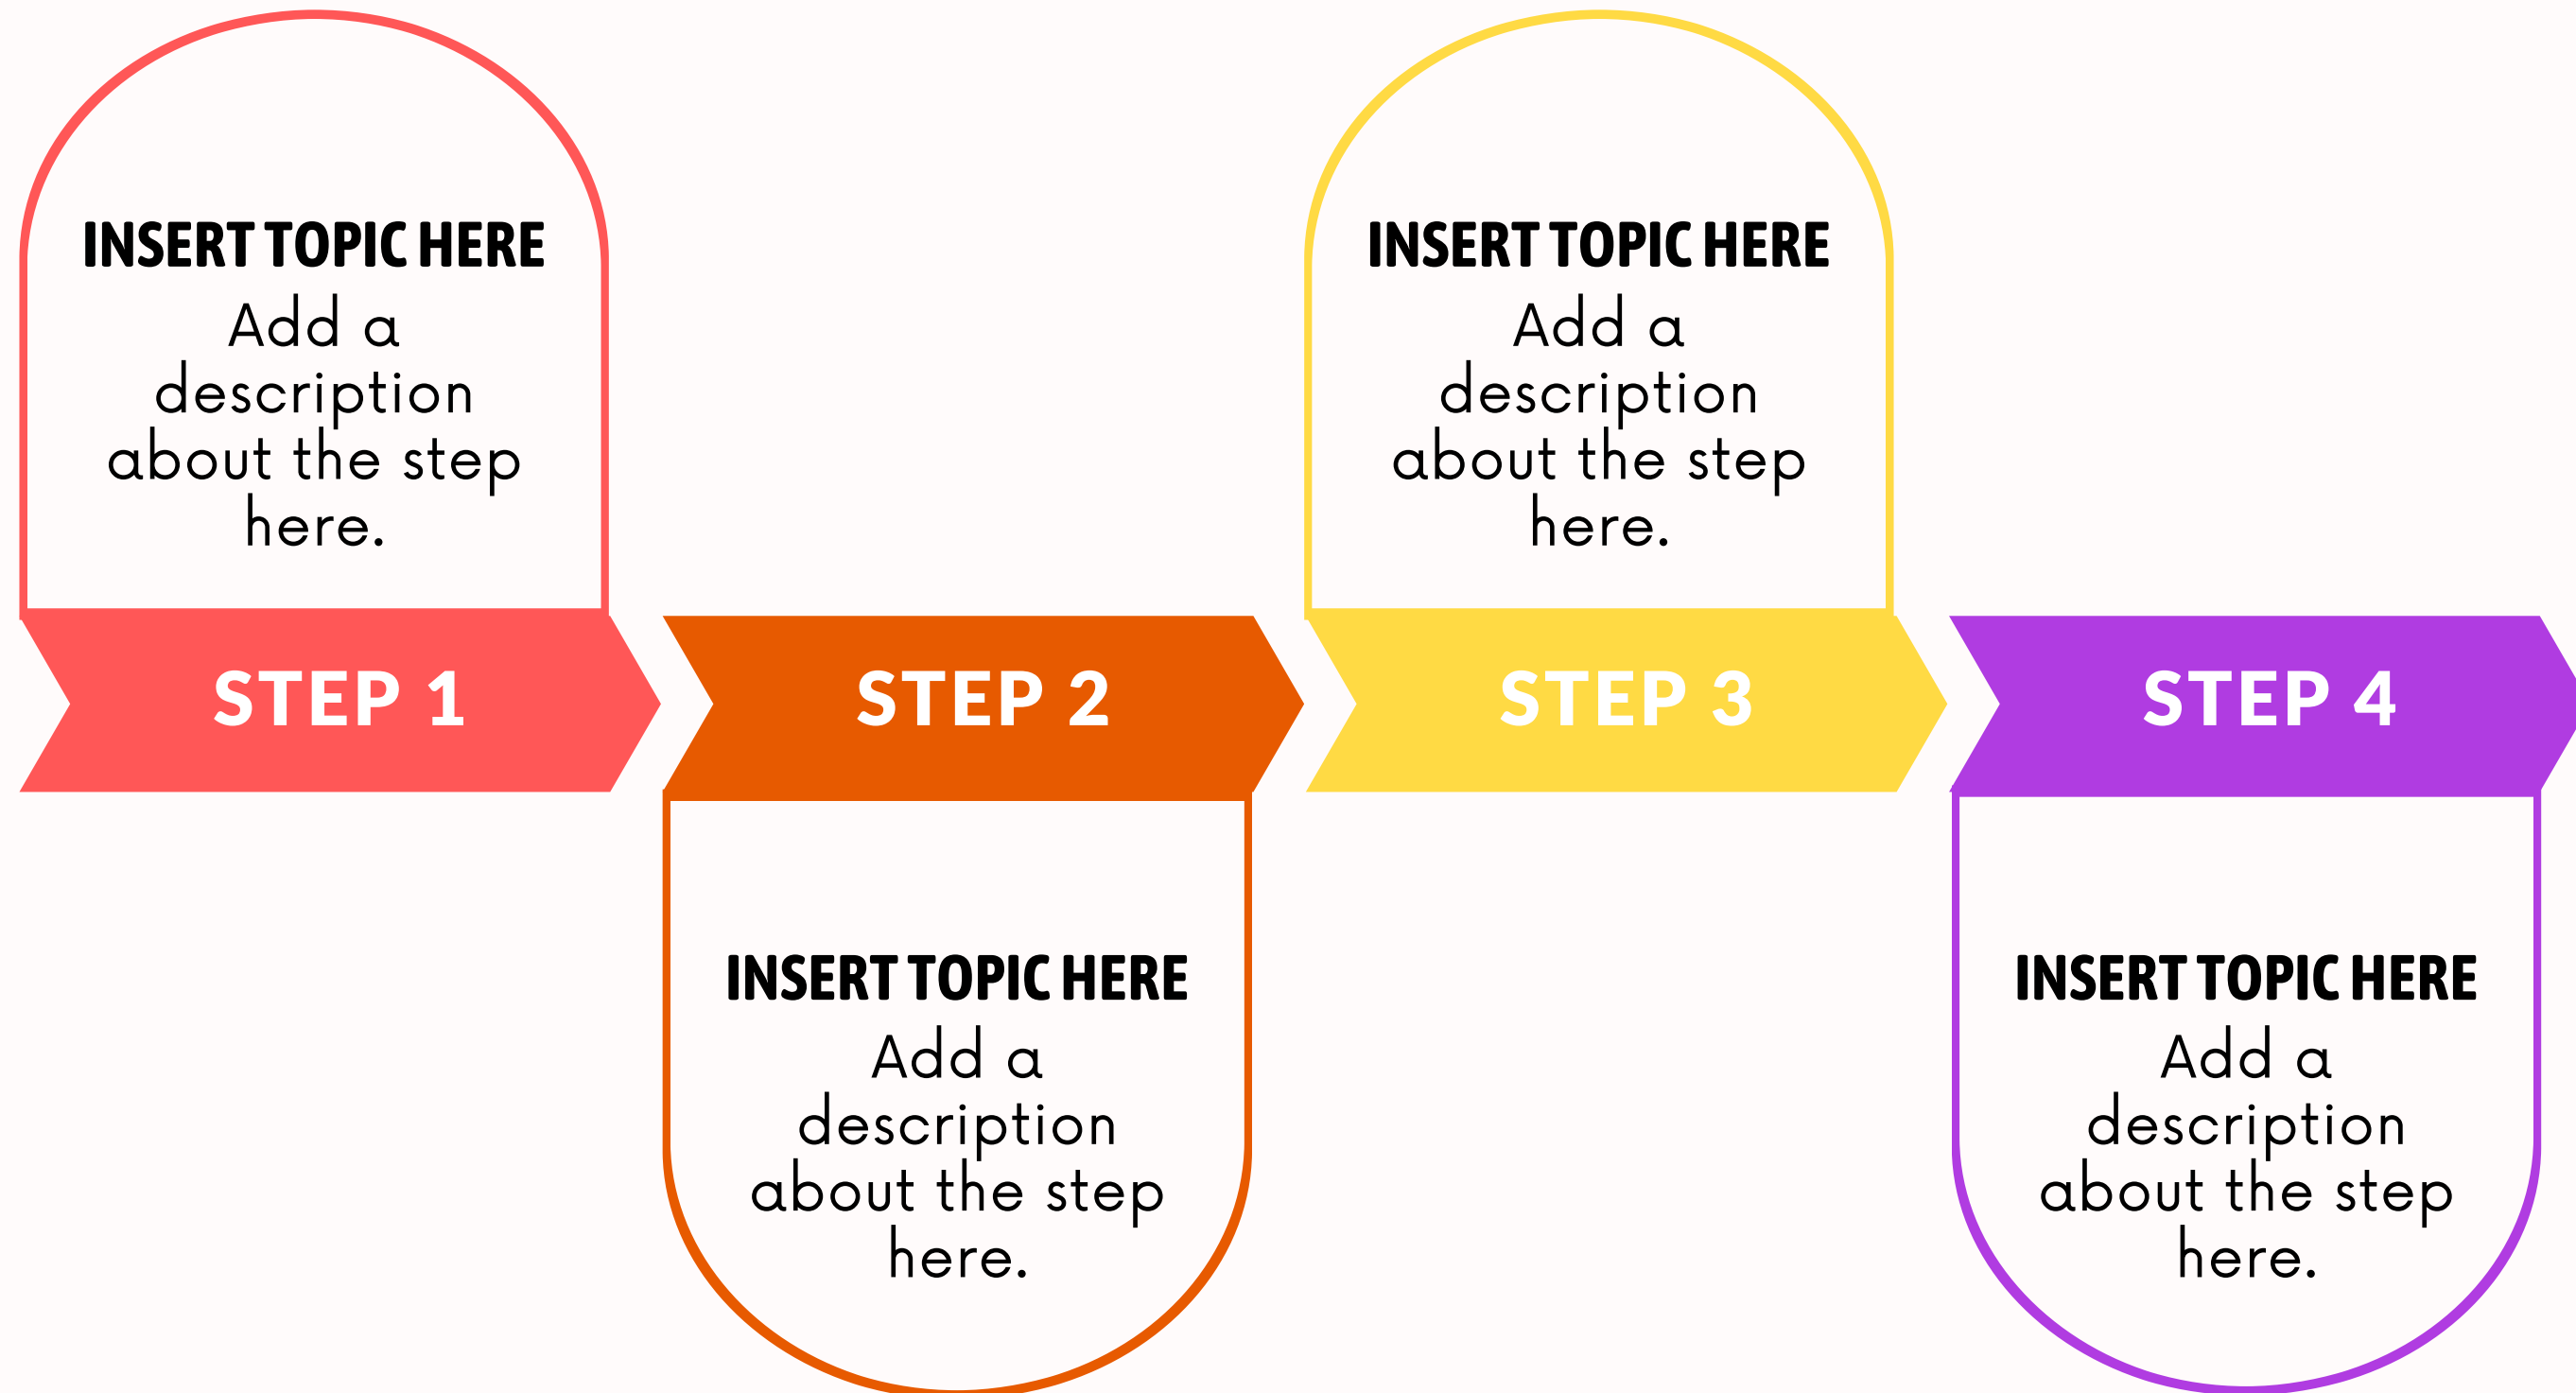 INSERT TOPIC HERE
Add a
description
about the step
here.
STEP 1
STEP 2
INSERT TOPIC HERE
Add a
description
about the step
here.
INSERT TOPIC HERE
Add a
description
about the step
here.
STEP 3
STEP 4
INSERT TOPIC HERE
Add a
description
about the step
here.